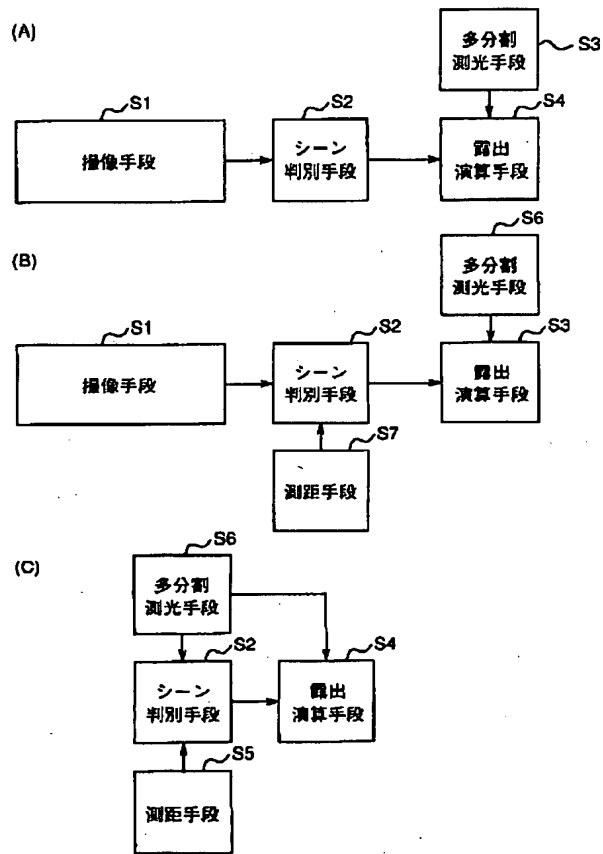 (A)
多分割
測光手段
S3
S1
S2
S4
撮像手段
シーン
判別手段
露出
演算手段
(B)
S6
多分割
測光手段
S1
S2
S3
撮像手段
シーン
判別手段
露出
演算手段
S7
測距手段
(C)
S6
多分割
測光手段
S2
S4
シーン
判別手段
露出
演算手段
S5
測距手段